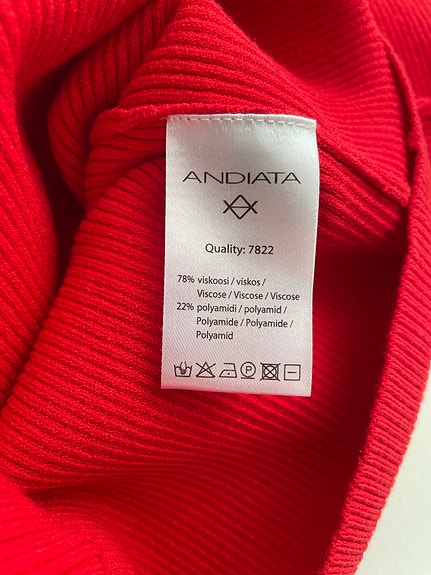 ANDIATA
Quality: 7822
78% viskoosi / viskos /
Viscose / Viscose / Viscose
22% polyamidi / polyamid /
Polyamide / Polyamide /
Polyamid